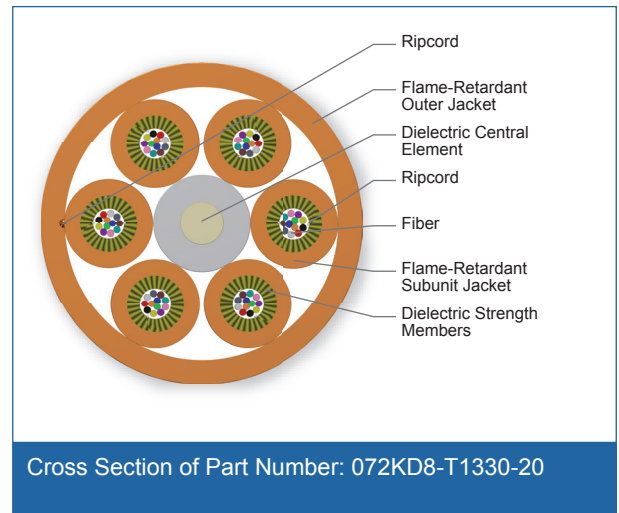 Ripcord
Flame-Retardant
Outer Jacket
Dielectric Central
Element
Ripcord
Fiber
Flame-Retardant
Subunit Jacket
Dielectric Strength
Members
Cross Section of Part Number: 072KD8-T1330-20